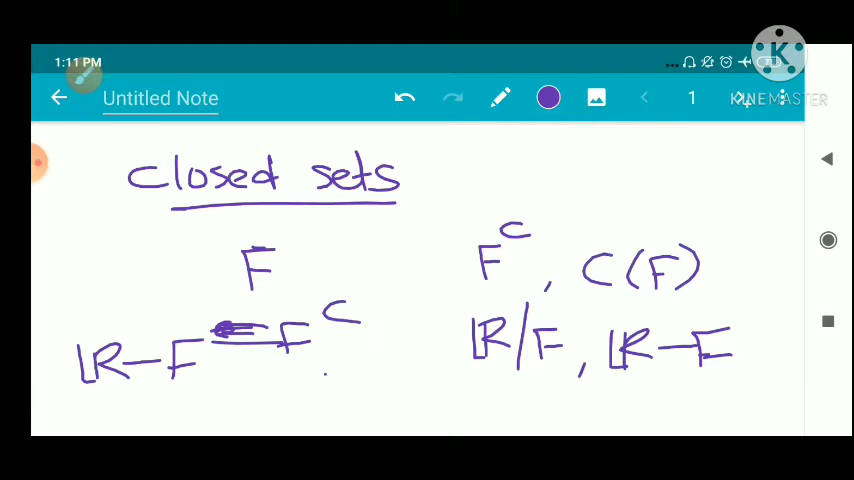 1:11 PM
Untitled Note
1
KINEMASTER
closed sets
F
F^C, C(F)
ℝ-F = F^C
ℝ/F, ℝ-F